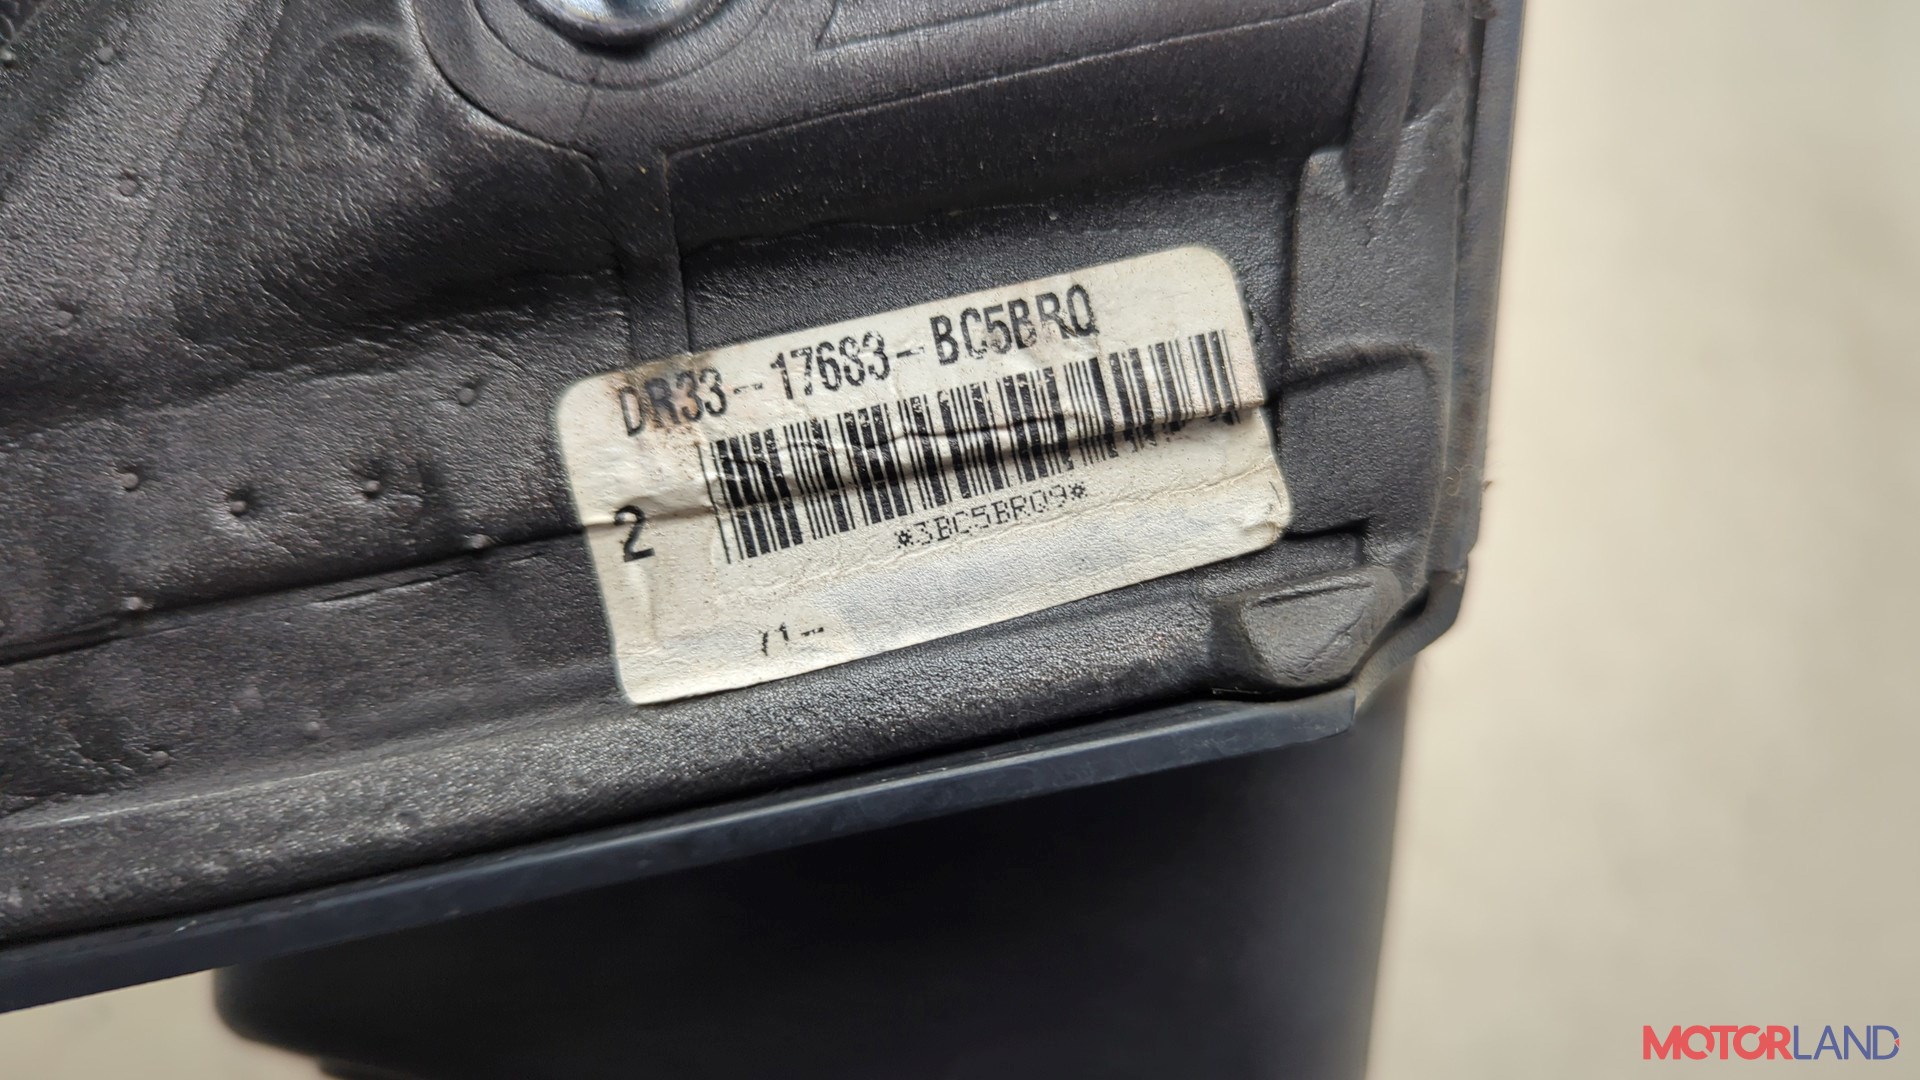 DR33-17683-BC5BRQ
2
*3BC5BRQ9*
MOTORLAND